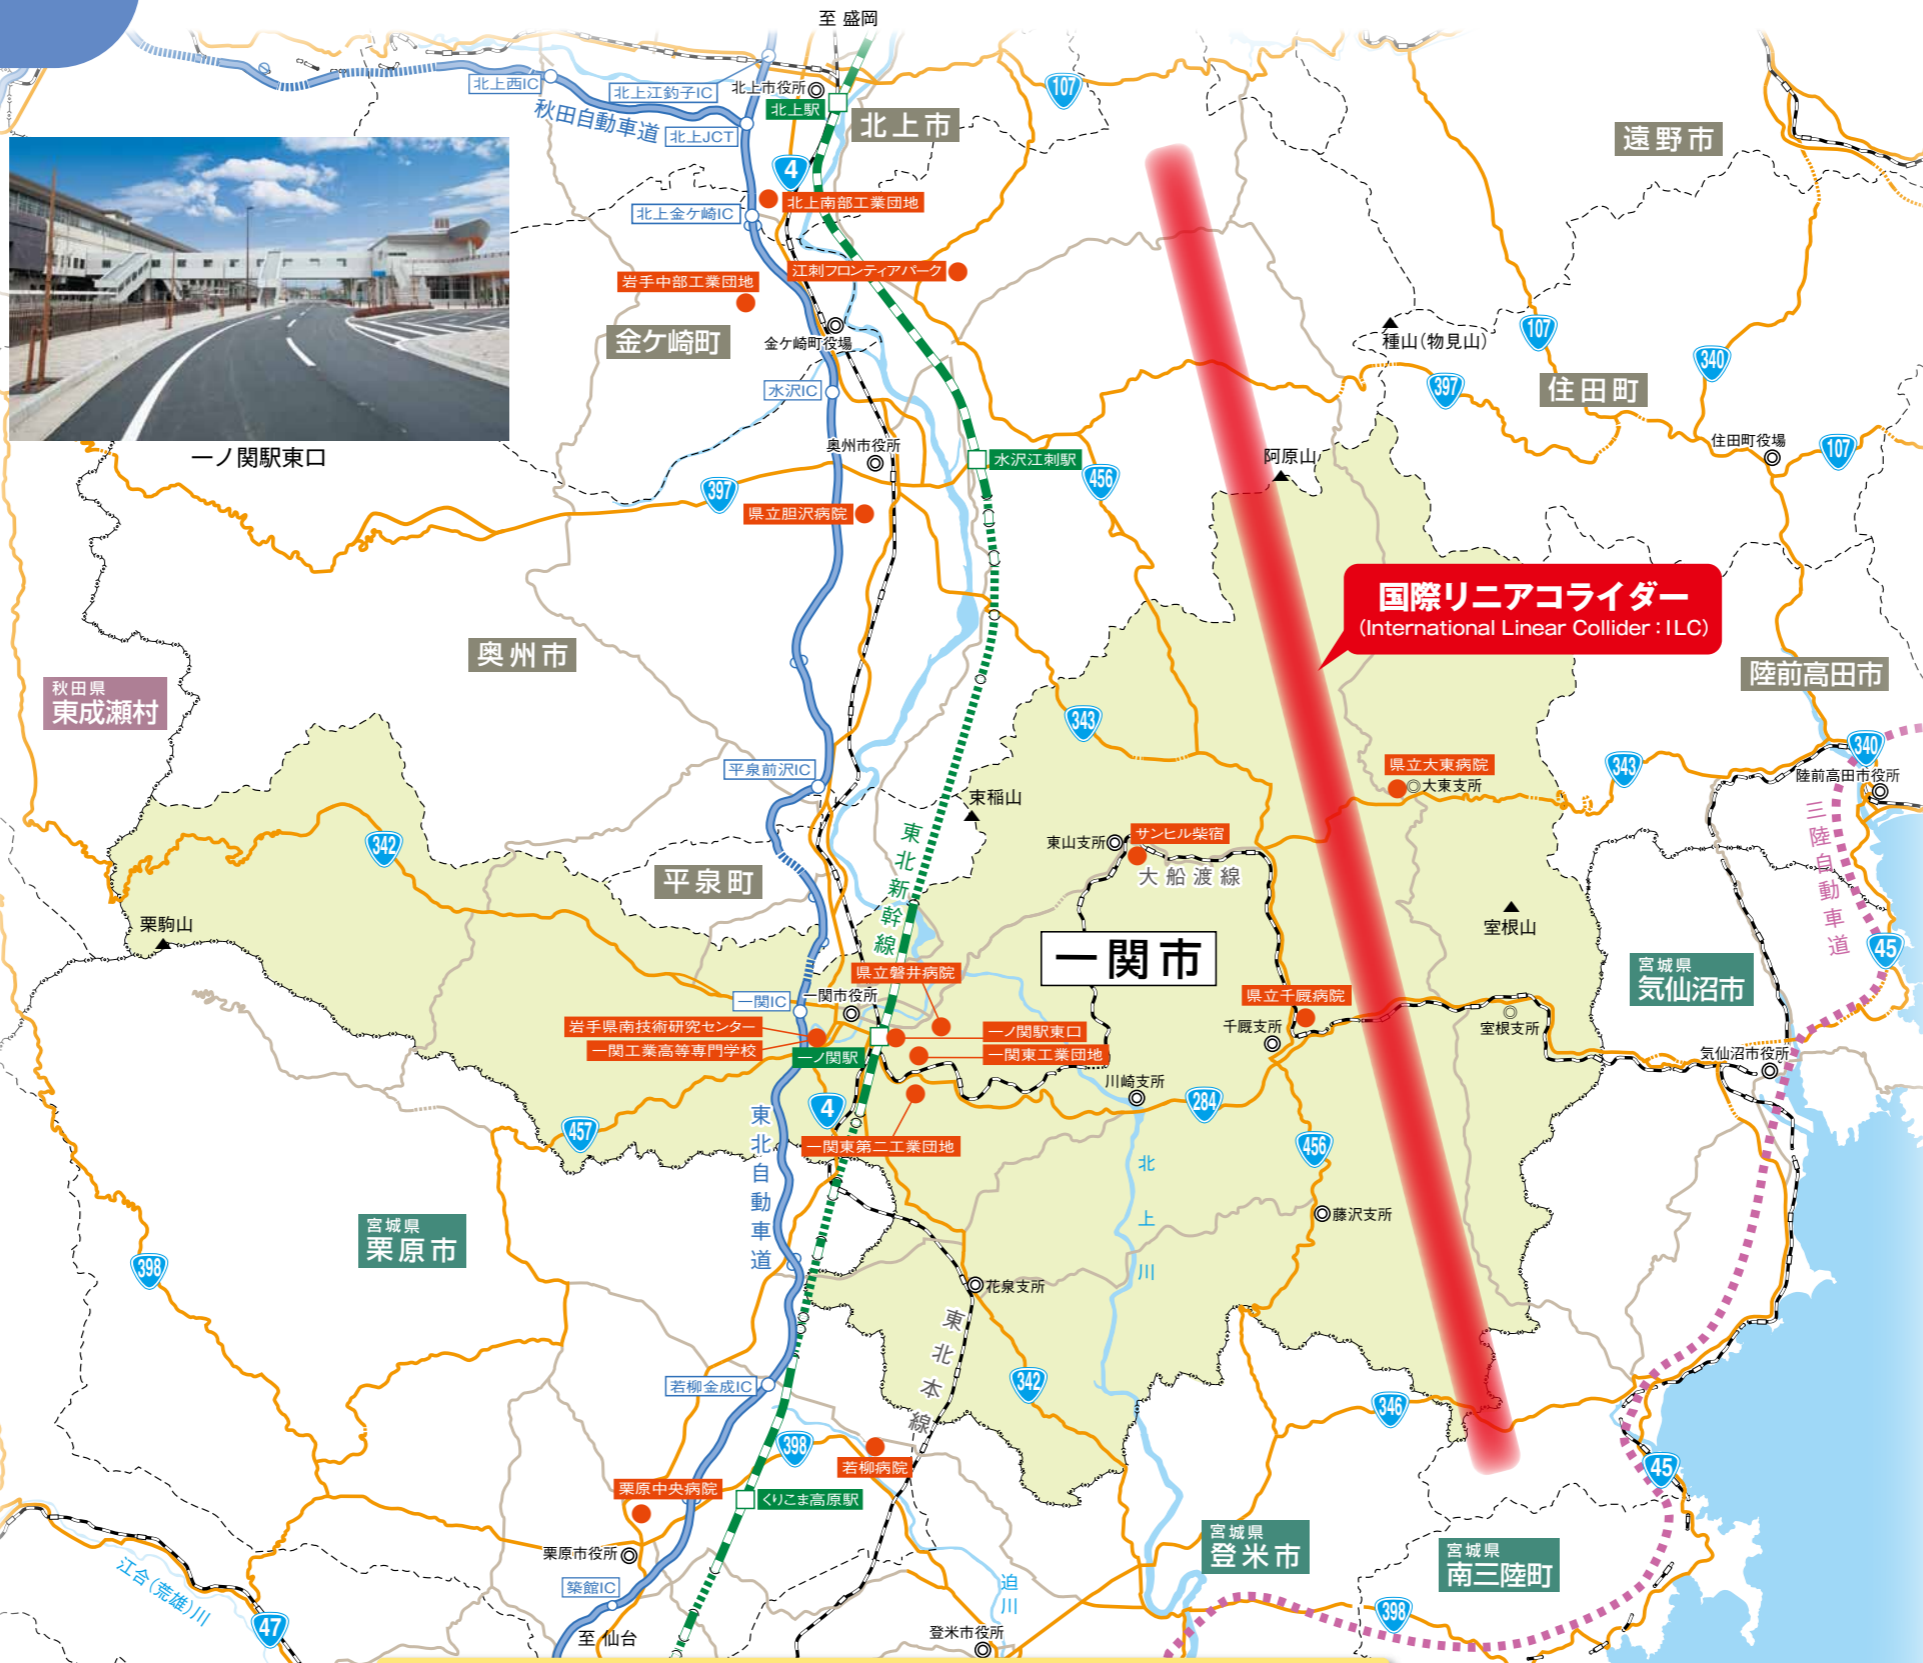 至 盛岡
北上西IC
北上江釣子IC
北上市役所
北上駅
107
北上市
遠野市
秋田自動車道
北上JCT
4
北上南部工業団地
北上金ケ崎IC
江刺フロンティアパーク
岩手中部工業団地
金ケ崎町
金ケ崎町役場
種山(物見山)
107
340
水沢IC
397
住田町
一ノ関駅東口
奥州市役所
水沢江刺駅
阿原山
住田町役場
107
397
456
県立胆沢病院
国際リニアコライダー
(International Linear Collider : ILC)
奥州市
秋田県
東成瀬村
陸前高田市
343
340
平泉前沢IC
県立大東病院
大東支所
343
陸前高田市役所
束稲山
三陸自動車道
342
東北新幹線
東山支所
サンヒル柴宿
大船渡線
平泉町
栗駒山
室根山
45
一関市
宮城県
気仙沼市
県立磐井病院
一関IC
一関市役所
県立千厩病院
岩手県南技術研究センター
一ノ関駅東口
千厩支所
室根支所
一関工業高等専門学校
一ノ関駅
一関東工業団地
気仙沼市役所
川崎支所
4
284
457
東北自動車道
一関東第二工業団地
456
北上川
宮城県
栗原市
藤沢支所
398
花泉支所
東北本線
若柳金成IC
342
346
398
若柳病院
45
栗原中央病院
くりこま高原駅
宮城県
登米市
宮城県
南三陸町
栗原市役所
江合(荒雄)川
築館IC
迫川
47
398
至 仙台
登米市役所